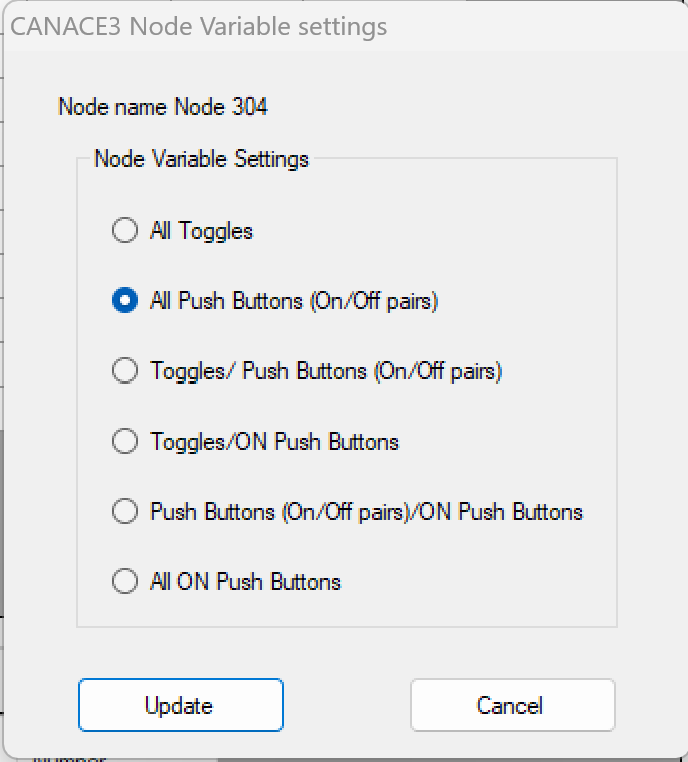 CANACE3 Node Variable settings
Node name Node 304
Node Variable Settings
All Toggles
All Push Buttons (On/Off pairs)
Toggles/ Push Buttons (On/Off pairs)
Toggles/ON Push Buttons
Push Buttons (On/Off pairs)/ON Push Buttons
All ON Push Buttons
Update
Cancel